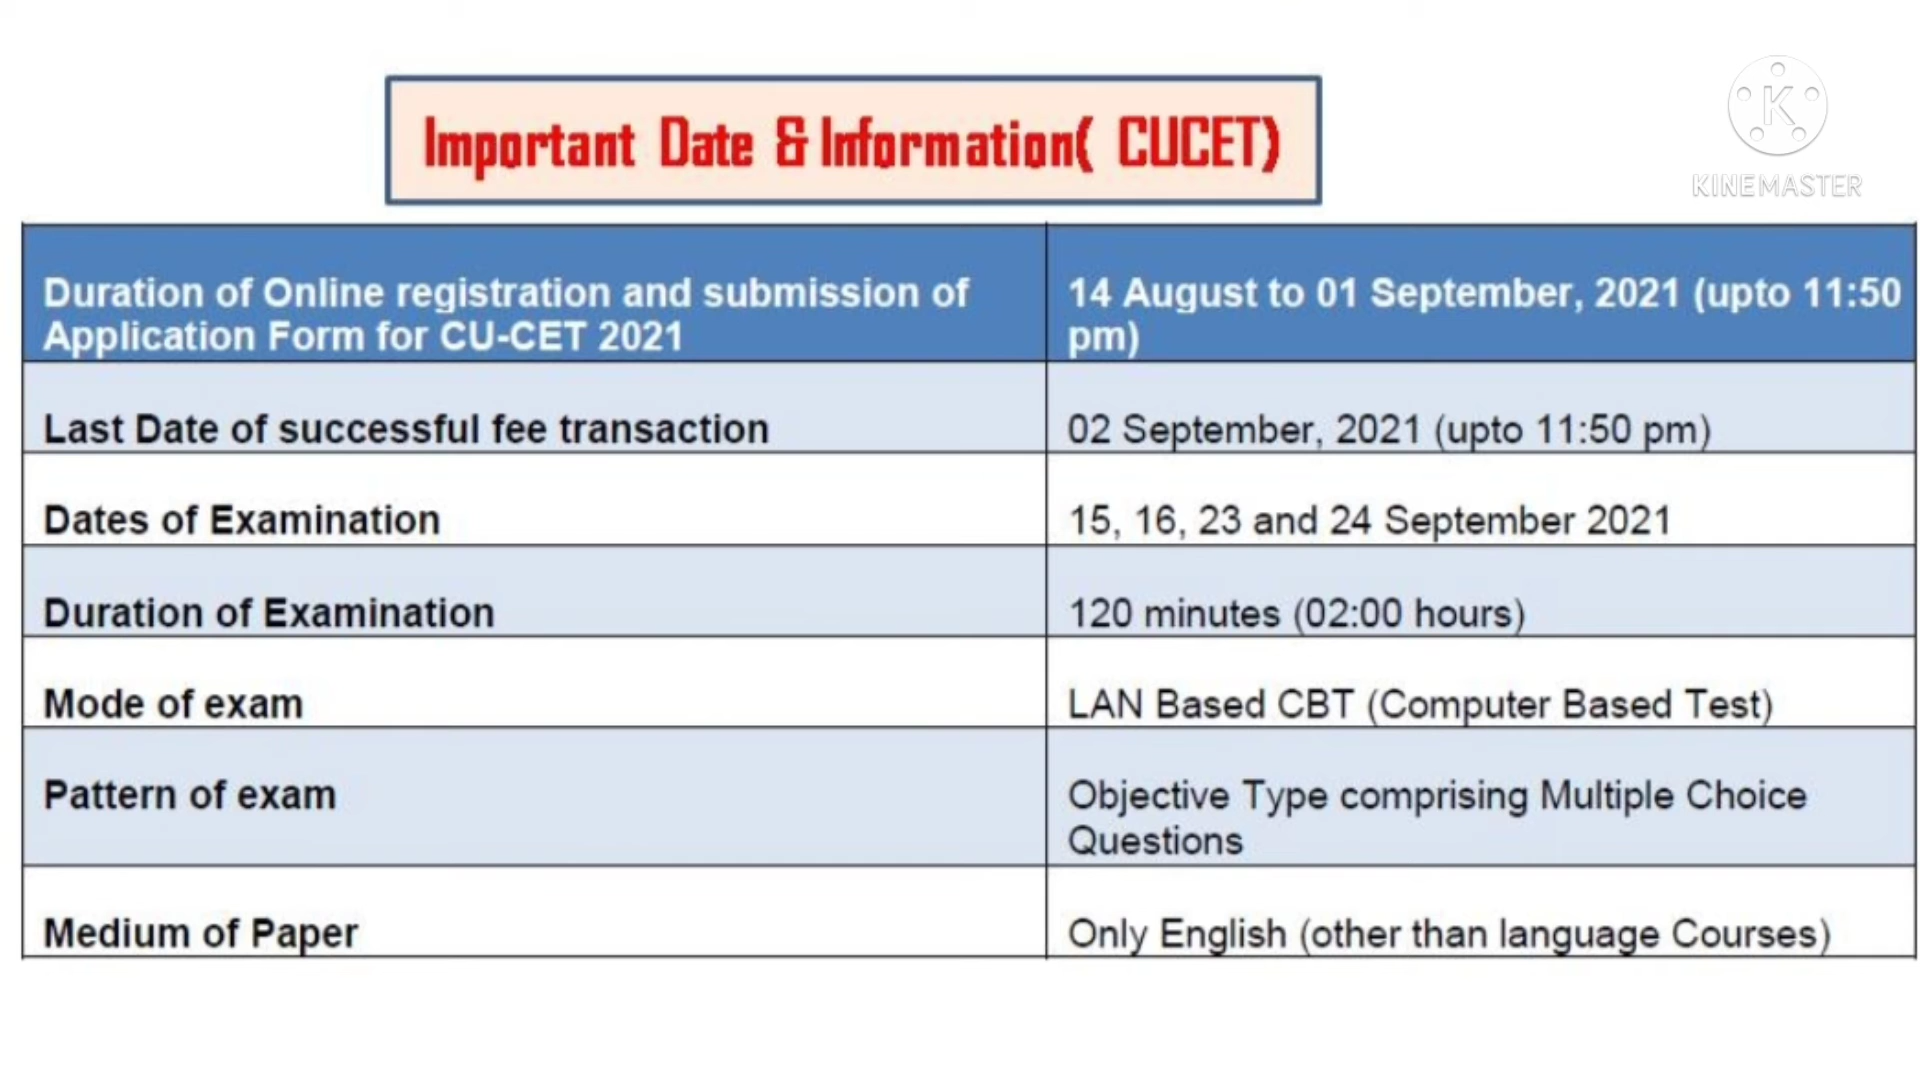 Important Date & Information( CUCET)
K
KINEMASTER
Duration of Online registration and submission of
Application Form for CU-CET 2021
14 August to 01 September, 2021 (upto 11:50
pm)
Last Date of successful fee transaction
02 September, 2021 (upto 11:50 pm)
Dates of Examination
15, 16, 23 and 24 September 2021
Duration of Examination
120 minutes (02:00 hours)
Mode of exam
LAN Based CBT (Computer Based Test)
Pattern of exam
Objective Type comprising Multiple Choice
Questions
Medium of Paper
Only English (other than language Courses)